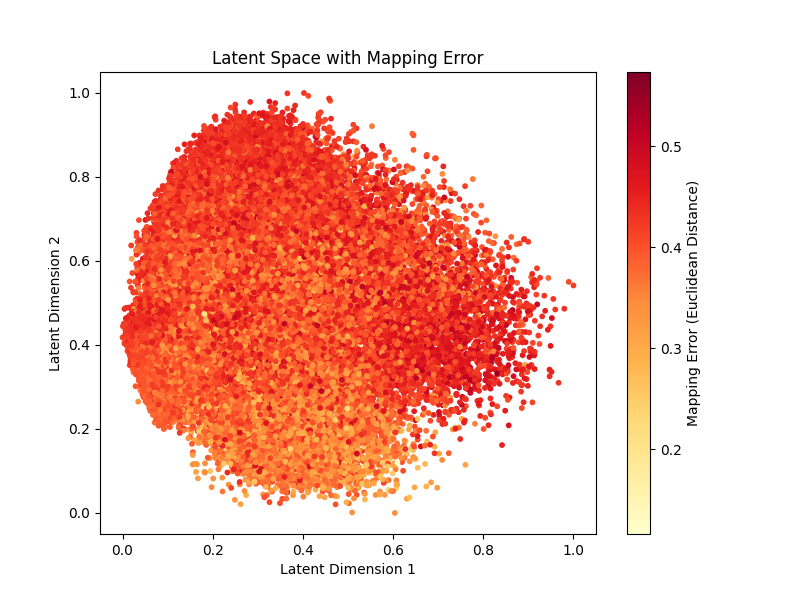 Latent Space with Mapping Error
1.0
0.8
0.6
0.4
0.2
0.0
Latent Dimension 2
0.0 0.2 0.4 0.6 0.8 1.0
Latent Dimension 1
0.5
0.4
0.3
0.2
Mapping Error (Euclidean Distance)